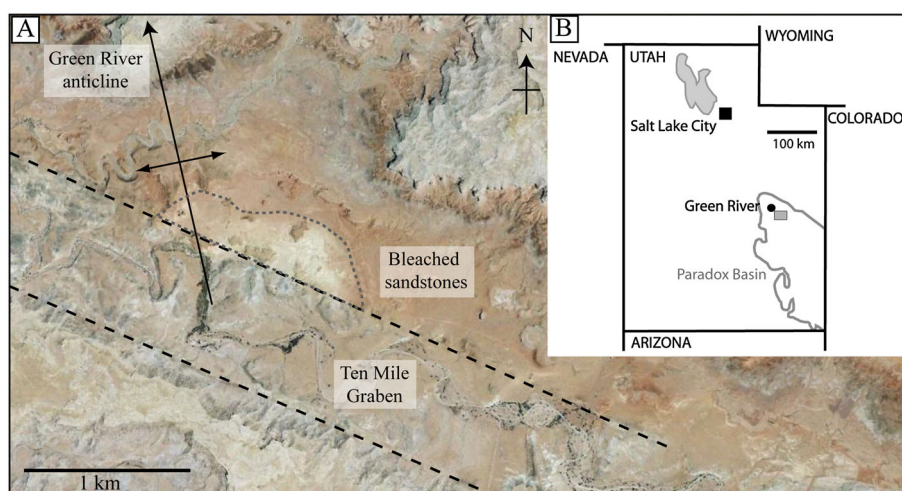 A
Green River
anticline
N
Bleached
sandstones
Ten Mile
Graben
1 km
B
WYOMING
NEVADA
UTAH
Salt Lake City
COLORADO
100 km
Green River
Paradox Basin
ARIZONA